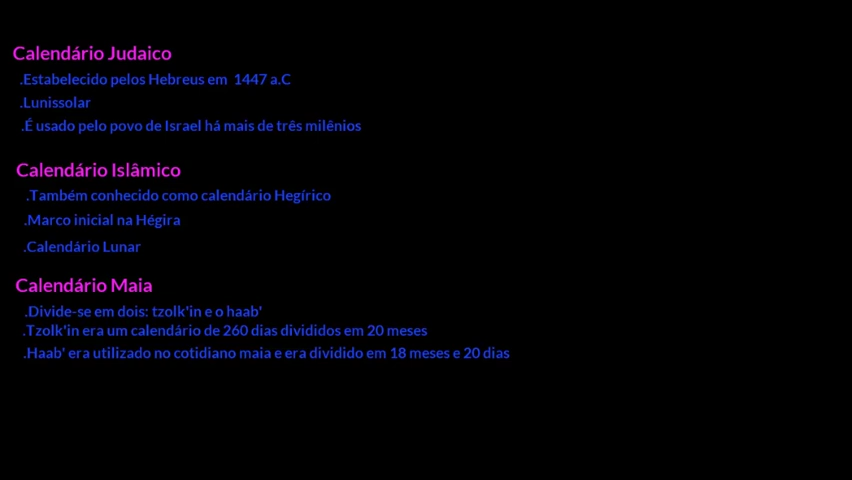 Calendário Judaico
.Estabelecido pelos Hebreus em  1447 a.C
.Lunissolar
.É usado pelo povo de Israel há mais de três milênios
Calendário Islâmico
.Também conhecido como calendário Hegírico
.Marco inicial na Hégira
.Calendário Lunar
Calendário Maia
.Divide-se em dois: tzolk'in e o haab'
.Tzolk'in era um calendário de 260 dias divididos em 20 meses
.Haab' era utilizado no cotidiano maia e era dividido em 18 meses e 20 dias